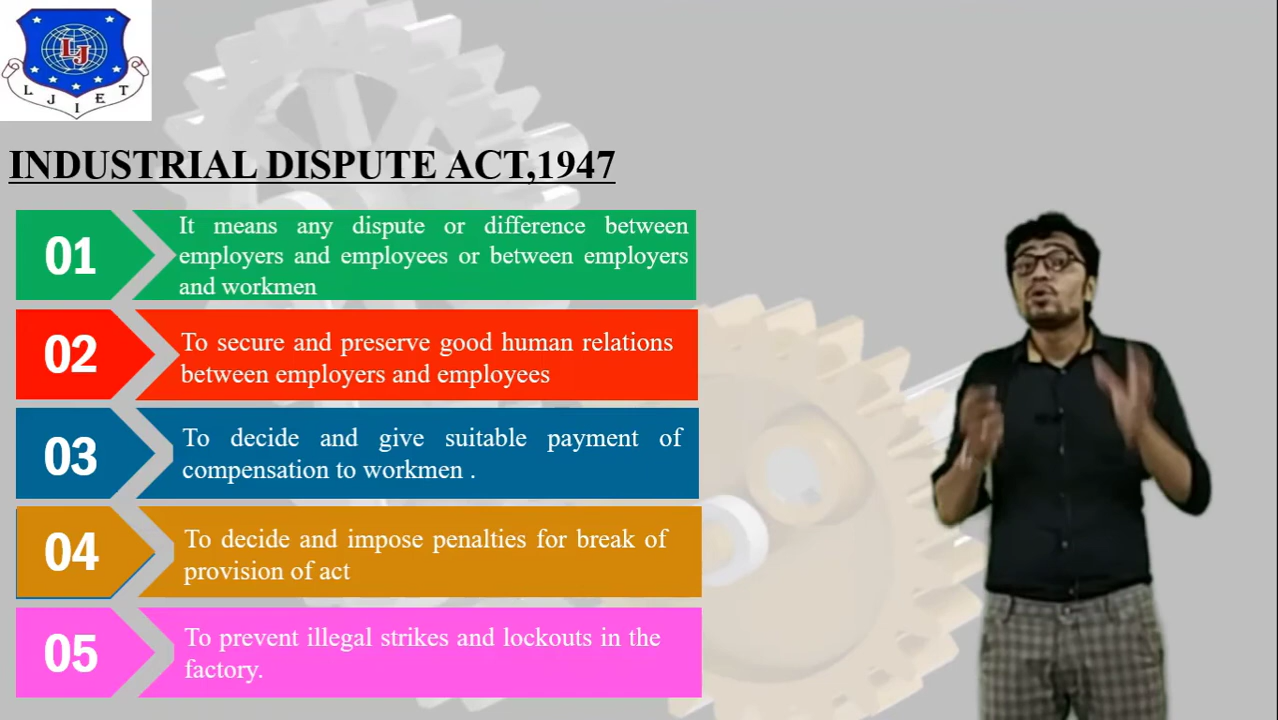 LJ
LJIET
INDUSTRIAL DISPUTE ACT,1947
01
It means any dispute or difference between
employers and employees or between employers
and workmen
02
To secure and preserve good human relations
between employers and employees
03
To decide and give suitable payment of
compensation to workmen .
04
To decide and impose penalties for break of
provision of act
05
To prevent illegal strikes and lockouts in the
factory.